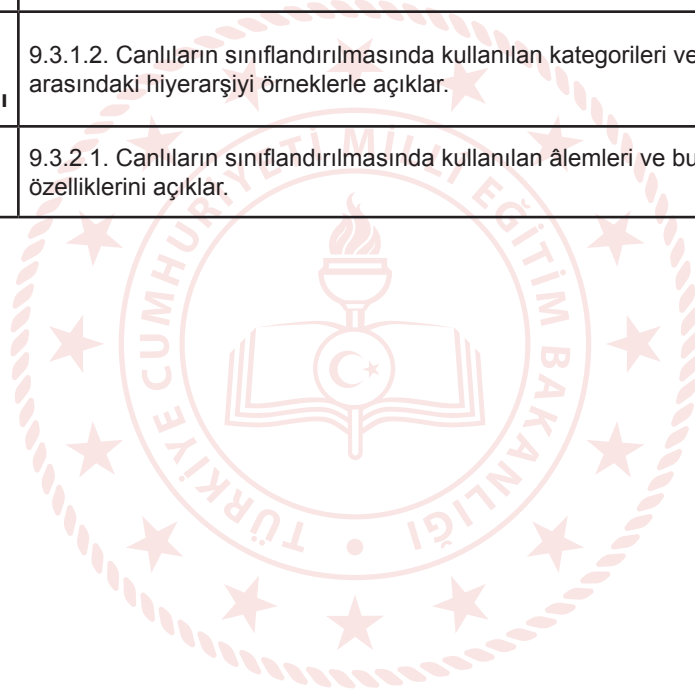 9.3.1.2. Canlıların sınıflandırılmasında kullanılan kategorileri ve
arasındaki hiyerarşiyi örneklerle açıklar.
ı
9.3.2.1. Canlıların sınıflandırılmasında kullanılan âlemleri ve bu
özelliklerini açıklar.
TÜRKİYE CUMHURİYETİ MİLLİ EĞİTİM BAKANLIĞI